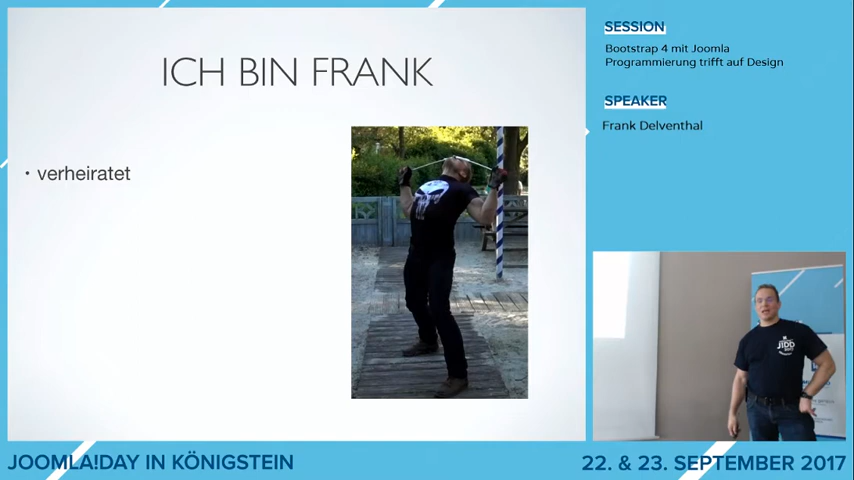 ICH BIN FRANK
• verheiratet
SESSION
Bootstrap 4 mit Joomla
Programmierung trifft auf Design
SPEAKER
Frank Delventhal
JOOMLA!DAY IN KÖNIGSTEIN
22. & 23. SEPTEMBER 2017